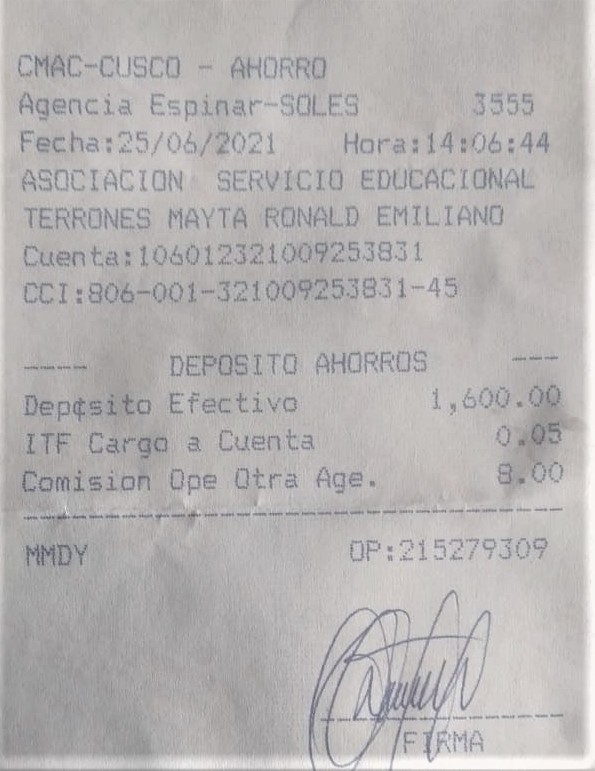 CMAC-CUSCO - AHORRO
Agencia Espinar-SOLES 3555
Fecha:25/06/2021 Hora:14:06:44
ASOCIACION SERVICIO EDUCACIONAL
TERRONES MAYTA RONALD EMILIANO
Cuenta:106012321009253831
CCI:806-001-321009253831-45
---- DEPOSITO AHORROS ---
Dep¢sito Efectivo 1,600.00
ITF Cargo a Cuenta 0.05
Comision Ope Otra Age. 8.00
MMDY OP:215279309
FIRMA